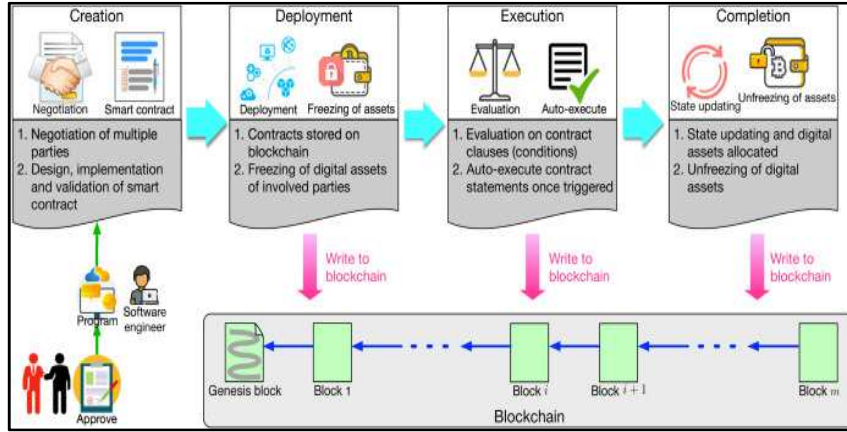 Creation
Negotiation
Smart contract
1. Negotiation of multiple
parties
2. Design, implementation
and validation of smart
contract
Deployment
Deployment
Freezing of assets
1. Contracts stored on
blockchain
2. Freezing of digital assets
of involved parties
Execution
Evaluation
Auto-execute
1. Evaluation on contract
clauses (conditions)
2. Auto-execute contract
statements once triggered
Completion
State updating
Unfreezing of assets
1. State updating and digital
assets allocated
2. Unfreezing of digital
assets
Write to
blockchain
Write to
blockchain
Write to
blockchain
Program
Software
engineer
Approve
Genesis block
Block 1
Block i
Block i + 1
Block m
Blockchain